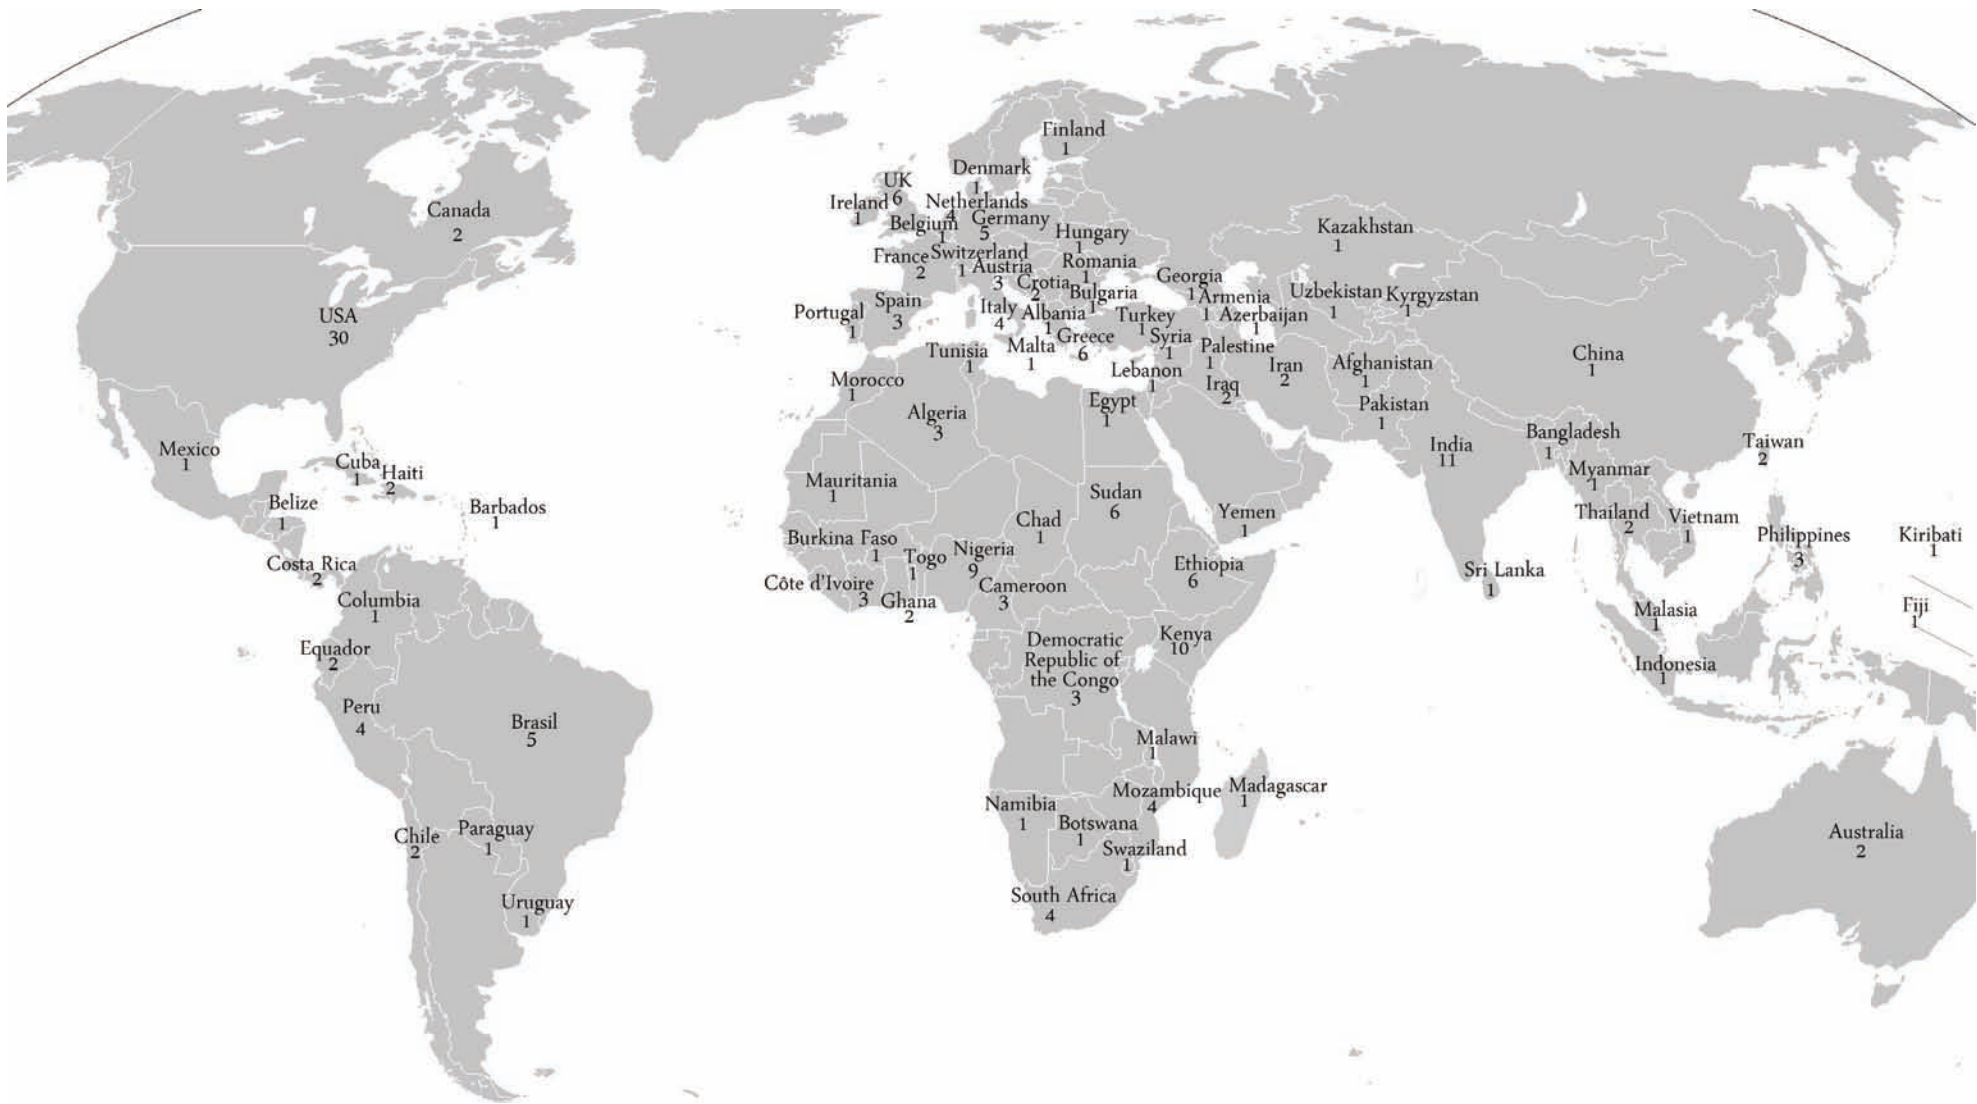 Finland
1
Denmark
1
UK
6
Ireland
1
Netherlands
4
Belgium
1
Germany
5
Hungary
1
France
2
Switzerland
1
Austria
3
Romania
1
Crotia
2
Bulgaria
1
Portugal
1
Spain
3
Italy
4
Albania
1
Greece
6
Malta
1
Turkey
1
Georgia
1
Armenia
1
Azerbaijan
1
Syria
1
Palestine
1
Lebanon
1
Iraq
2
Iran
2
Kazakhstan
1
Uzbekistan
1
Kyrgyzstan
1
Afghanistan
1
Pakistan
1
China
1
India
11
Bangladesh
1
Myanmar
1
Taiwan
2
Thailand
2
Vietnam
1
Philippines
3
Kiribati
1
Fiji
1
Sri Lanka
1
Malasia
1
Indonesia
1
Australia
2
Canada
2
USA
30
Mexico
1
Cuba
1
Haiti
2
Belize
1
Barbados
1
Costa Rica
2
Columbia
1
Equador
2
Peru
4
Brasil
5
Chile
2
Paraguay
1
Uruguay
1
Tunisia
1
Morocco
1
Algeria
3
Egypt
1
Mauritania
1
Chad
1
Sudan
6
Yemen
1
Burkina Faso
1
Togo
1
Nigeria
9
Côte d'Ivoire
3
Ghana
2
Cameroon
3
Ethiopia
6
Democratic
Republic of
the Congo
3
Kenya
10
Malawi
1
Mozambique
4
Madagascar
1
Namibia
1
Botswana
1
Swaziland
1
South Africa
4